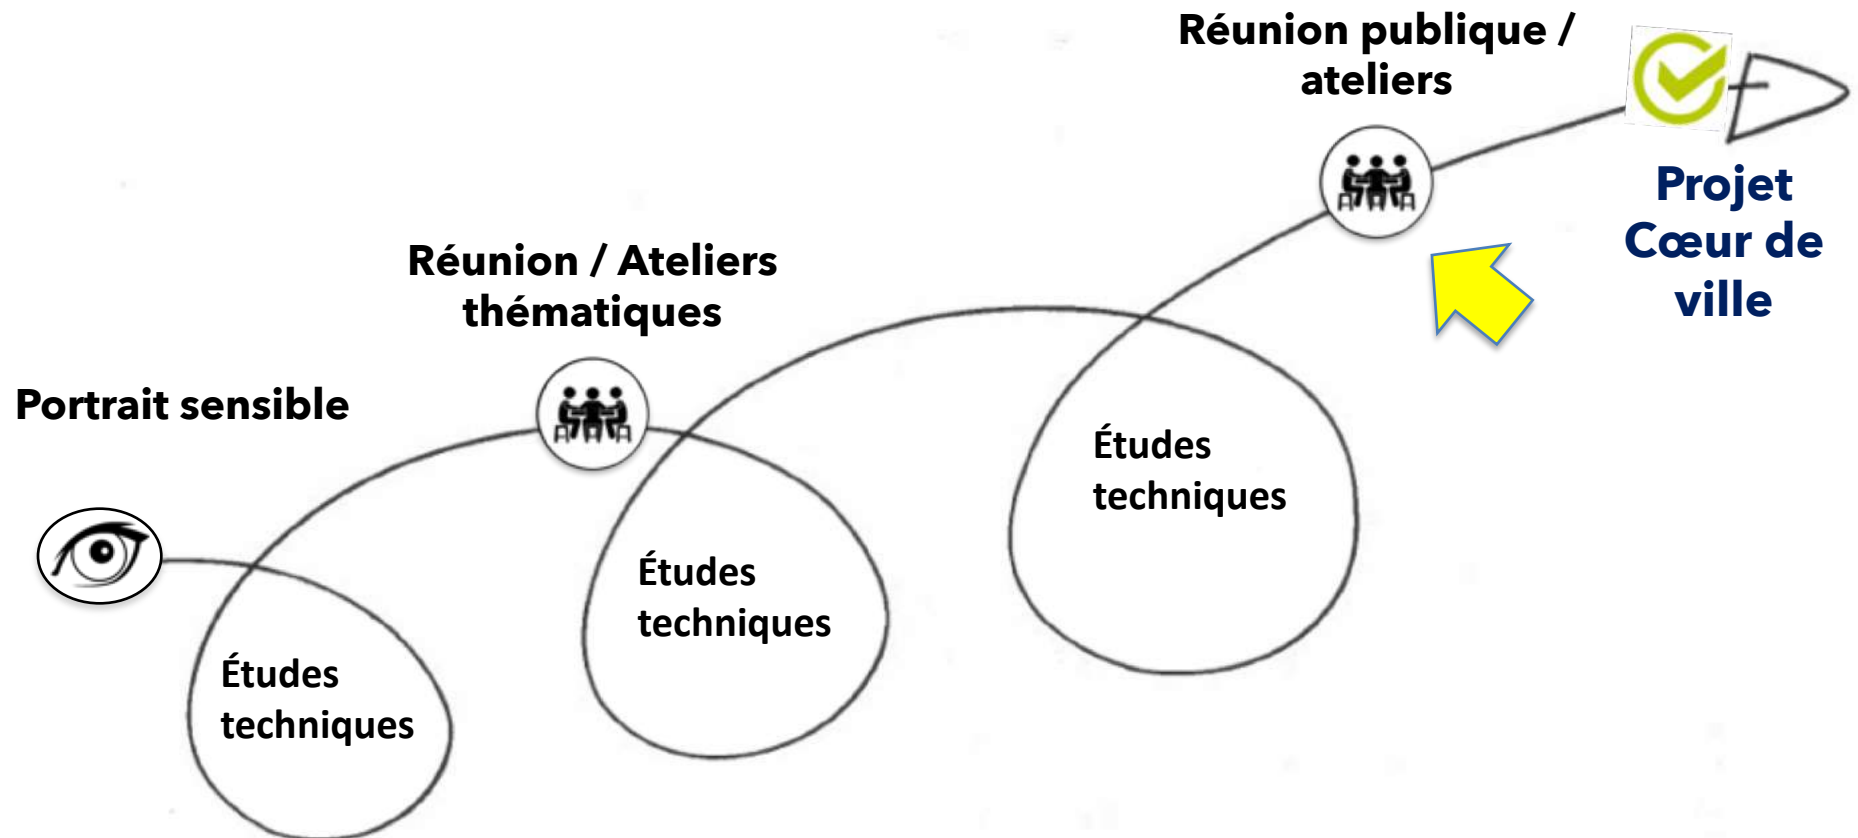 Portrait sensible
Études
techniques
Réunion / Ateliers
thématiques
Études
techniques
Études
techniques
Réunion publique /
ateliers
Projet
Cœur de
ville